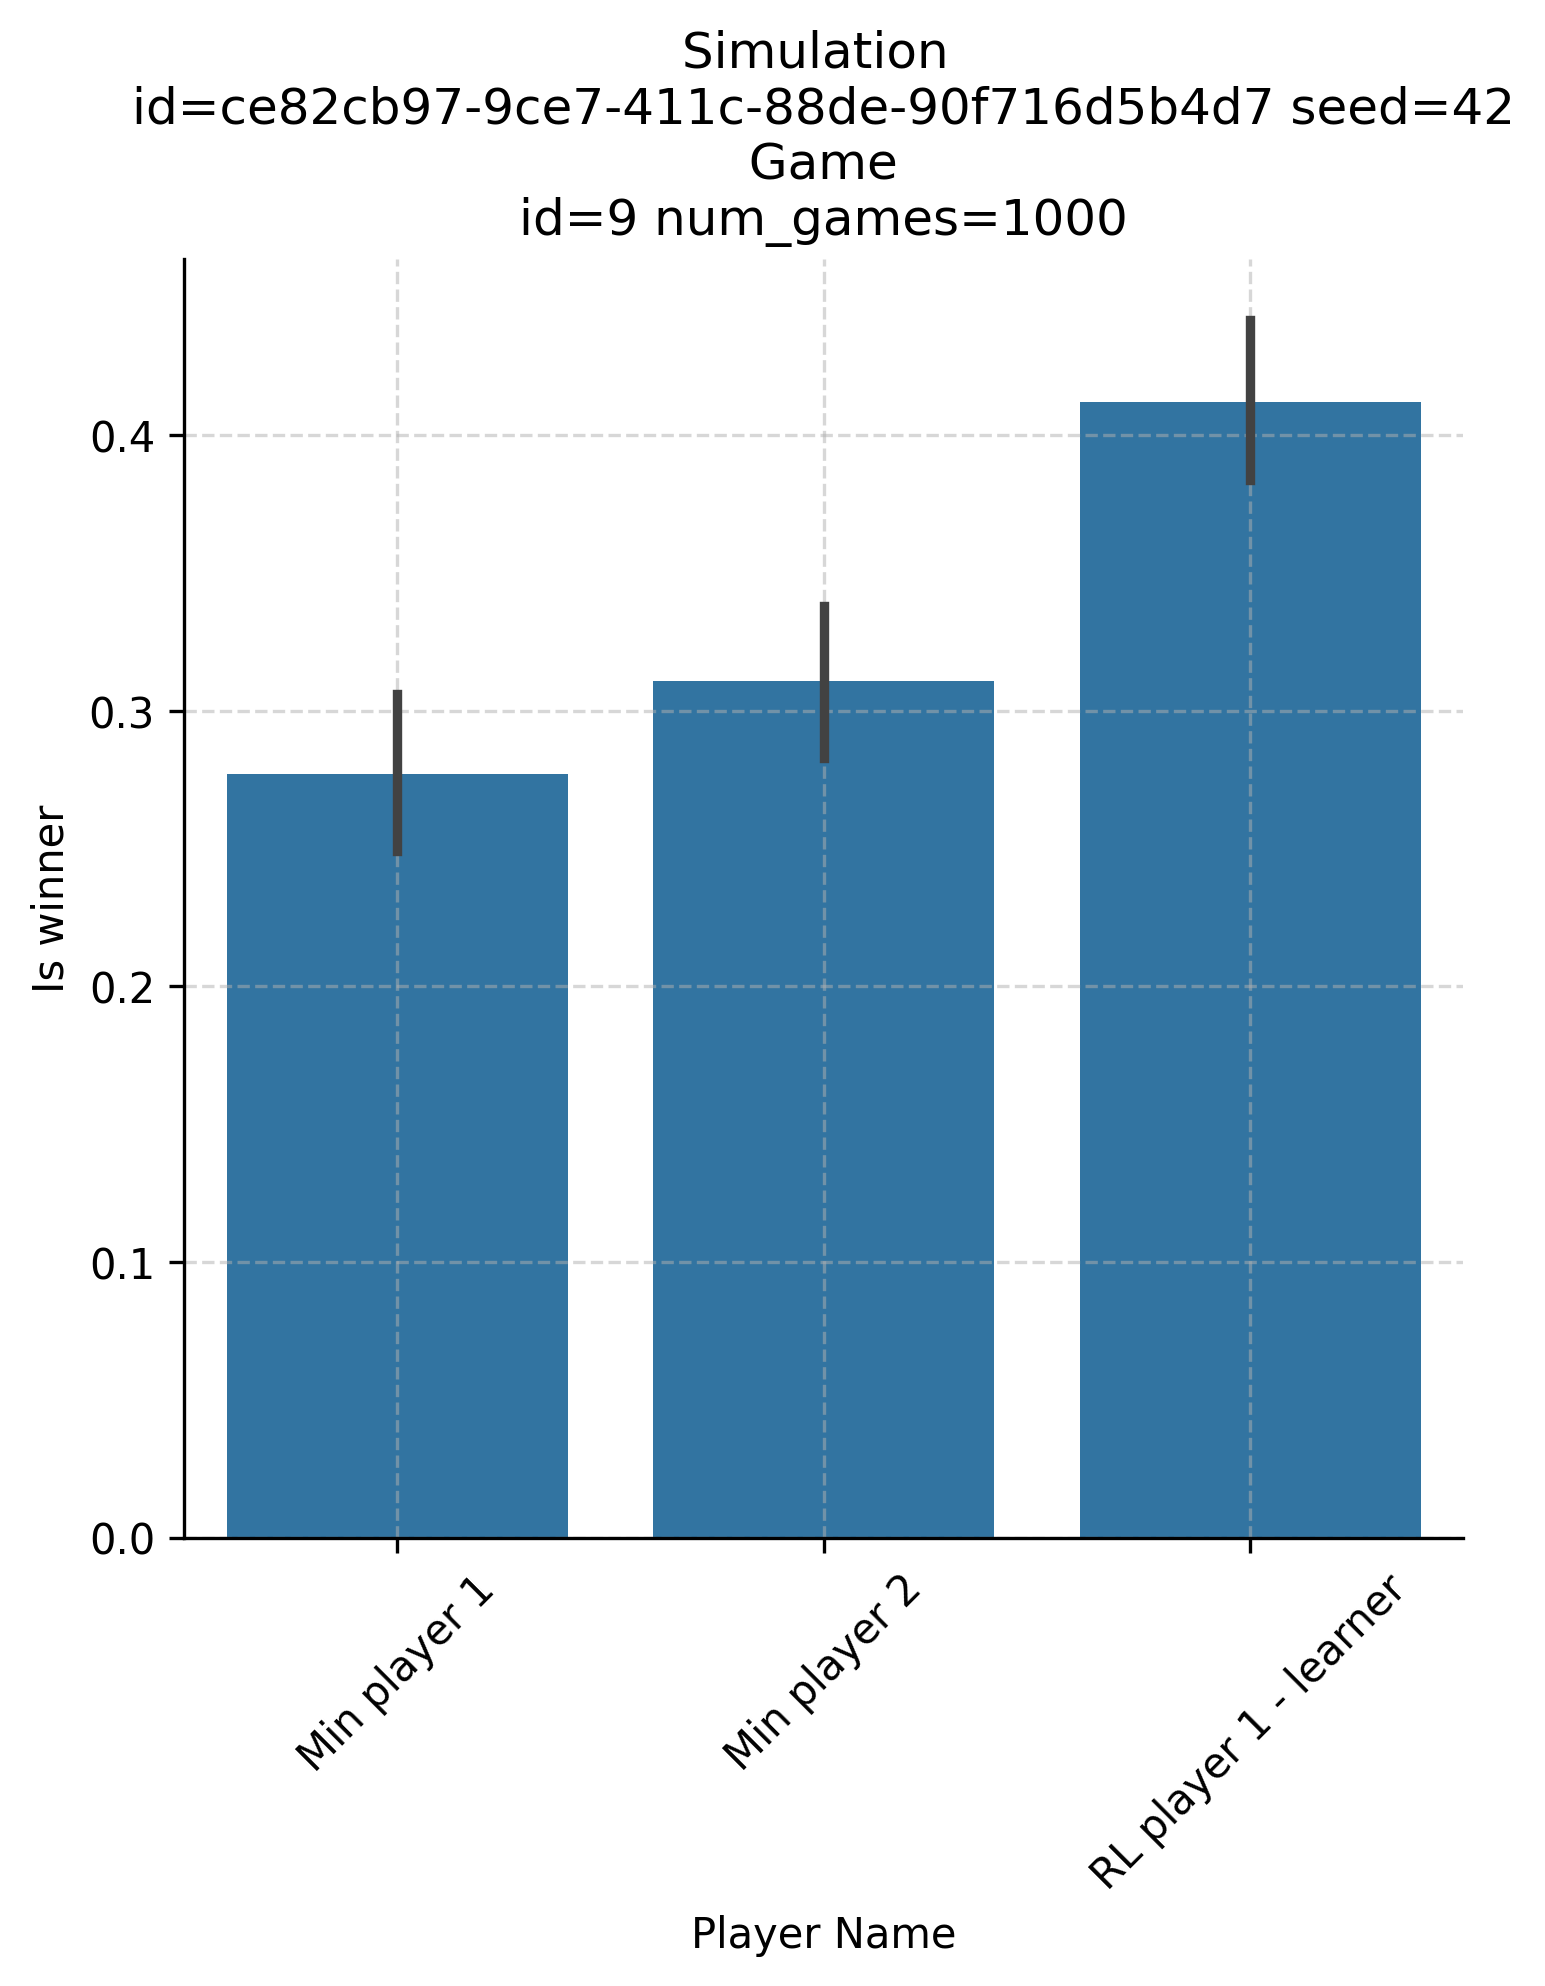 Simulation
id=ce82cb97-9ce7-411c-88de-90f716d5b4d7 seed=42
Game
id=9 num_games=1000
Is winner
0.4
0.3
0.2
0.1
0.0
Min player 1
Min player 2
RL player 1 - learner
Player Name